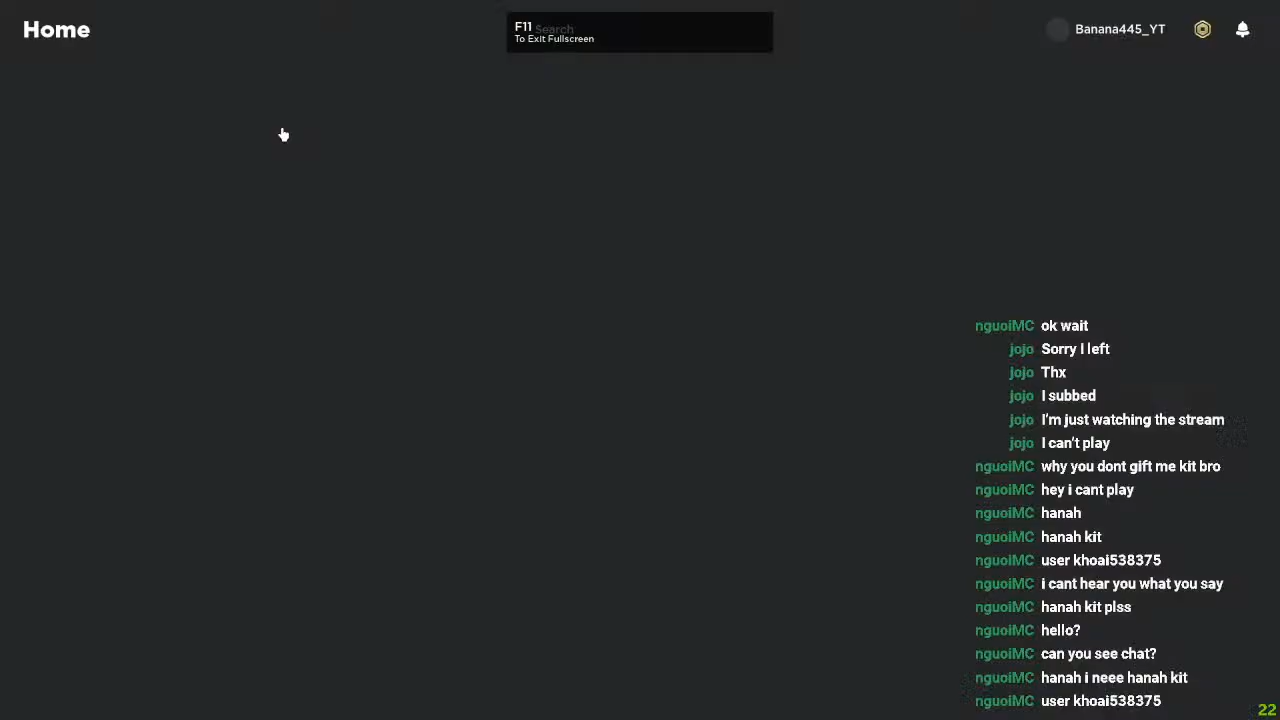 Home
F11 Search
To Exit Fullscreen
Banana445_YT
nguoiMC ok wait
jojo Sorry I left
jojo Thx
jojo I subbed
jojo I'm just watching the stream
jojo I can't play
nguoiMC why you dont gift me kit bro
nguoiMC hey i cant play
nguoiMC hanah
nguoiMC hanah kit
nguoiMC user khoai538375
nguoiMC i cant hear you what you say
nguoiMC hanah kit plss
nguoiMC hello?
nguoiMC can you see chat?
nguoiMC hanah i neee hanah kit
nguoiMC user khoai538375
22